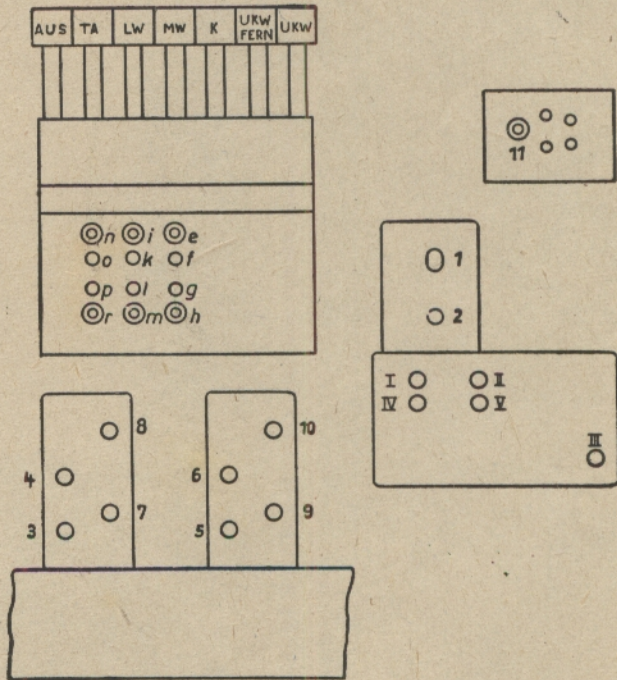 AUS TA LW MW K UKW FERN UKW
11
n i e
o k f
p l g
r m h
1
2
I II
IV V
III
8 10
4 6
7 9
3 5